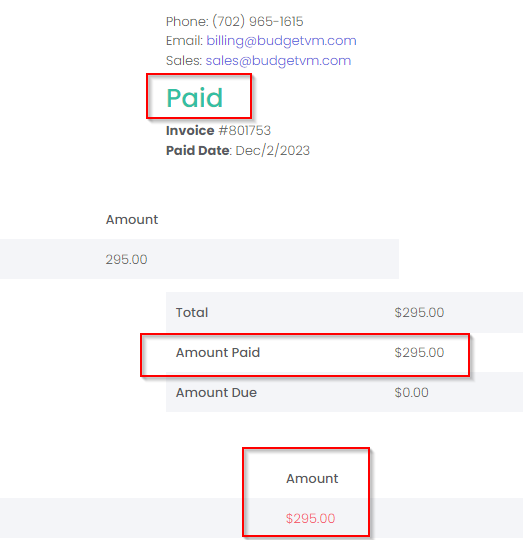 Phone: (702) 965-1615
Email: billing@budgetvm.com
Sales: sales@budgetvm.com
Paid
Invoice #801753
Paid Date: Dec/2/2023
Amount
295.00
Total $295.00
Amount Paid $295.00
Amount Due $0.00
Amount
$295.00